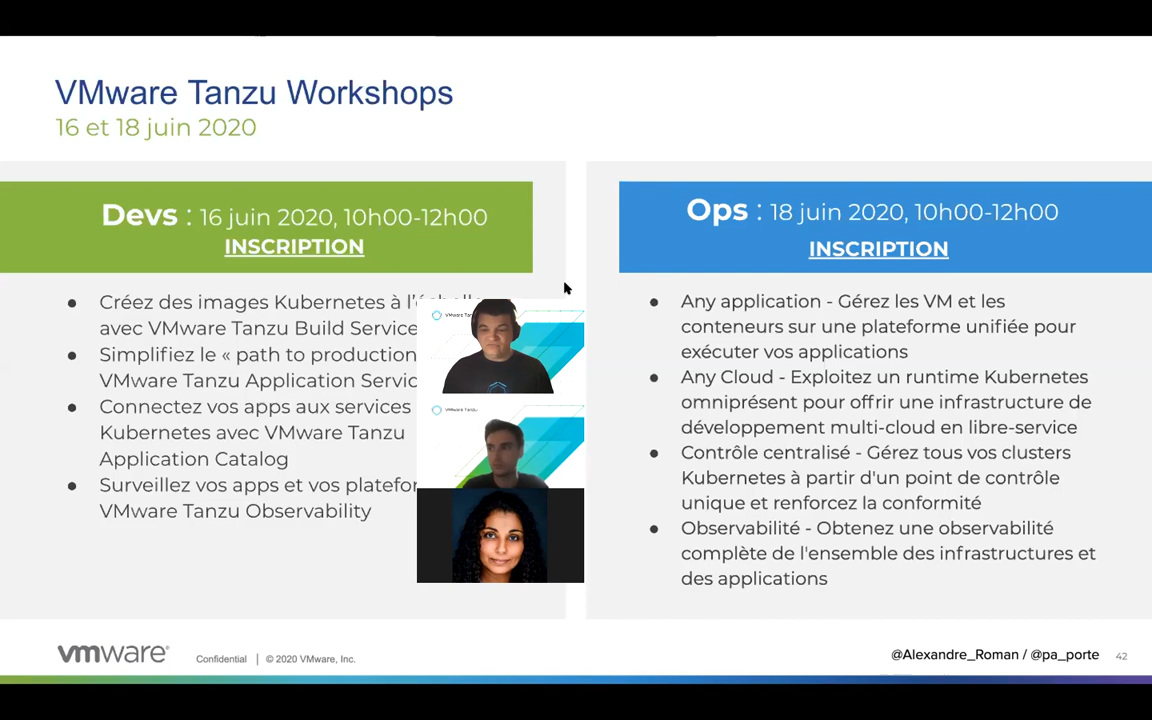 VMware Tanzu Workshops
16 et 18 juin 2020
Devs : 16 juin 2020, 10h00-12h00
INSCRIPTION
● Créez des images Kubernetes à
avec VMware Tanzu Build Service
● Simplifiez le « path to production
VMware Tanzu Application Servic
● Connectez vos apps aux services
Kubernetes avec VMware Tanzu
Application Catalog
● Surveillez vos apps et vos platefor
VMware Tanzu Observability
Ops : 18 juin 2020, 10h00-12h00
INSCRIPTION
● Any application - Gérez les VM et les
conteneurs sur une plateforme unifiée pour
exécuter vos applications
● Any Cloud - Exploitez un runtime Kubernetes
omniprésent pour offrir une infrastructure de
développement multi-cloud en libre-service
● Contrôle centralisé - Gérez tous vos clusters
Kubernetes à partir d'un point de contrôle
unique et renforcez la conformité
● Observabilité - Obtenez une observabilité
complète de l'ensemble des infrastructures et
des applications
VMware Tanzu
vmware® Confidential | © 2020 VMware, Inc.
@Alexandre_Roman / @pa_porte 42